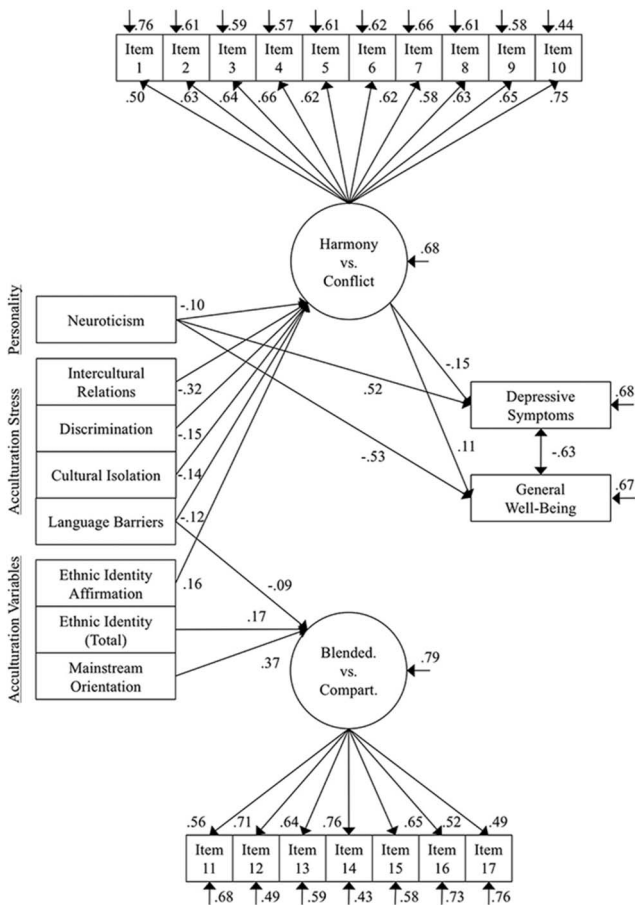 .76 .61 .59 .57 .61 .62 .66 .61 .58 .44
Item Item Item Item Item Item Item Item Item Item
1 2 3 4 5 6 7 8 9 10
.50 .63 .64 .66 .62 .62 .58 .63 .65 .75
Harmony
vs.
Conflict
.68
Personality
Neuroticism
-.10
Acculturation Stress
Intercultural
Relations
-.32
Discrimination
-.15
Cultural Isolation
-.14
Language Barriers
-.12
.52
-.53
-.15
.11
Depressive
Symptoms
.68
-.63
General
Well-Being
.67
Acculturation Variables
Ethnic Identity
Affirmation
.16
-.09
Ethnic Identity
(Total)
.17
Mainstream
Orientation
.37
Blended.
vs.
Compart.
.79
.56 .71 .64 .76 .65 .52 .49
Item Item Item Item Item Item Item
11 12 13 14 15 16 17
.68 .49 .59 .43 .58 .73 .76